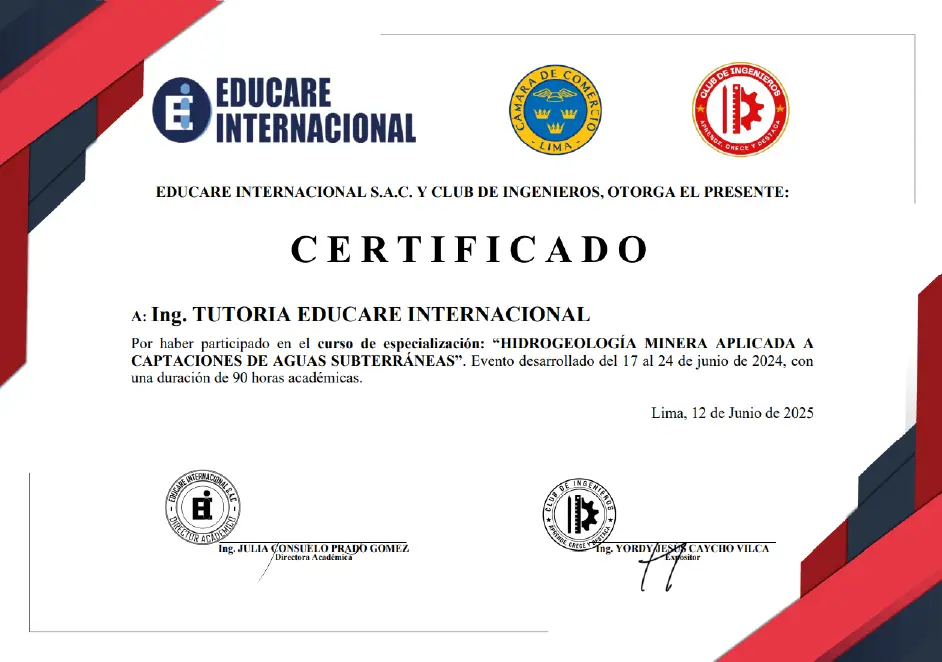 EDUCARE
INTERNACIONAL
CAMARA DE COMERCIO
- LIMA -
CLUB DE INGENIEROS
APRENDE, CRECE Y DESTACA
EDUCARE INTERNACIONAL S.A.C. Y CLUB DE INGENIEROS, OTORGA EL PRESENTE:
CERTIFICADO
A: Ing. TUTORIA EDUCARE INTERNACIONAL
Por haber participado en el curso de especialización: “HIDROGEOLOGÍA MINERA APLICADA A
CAPTACIONES DE AGUAS SUBTERRÁNEAS”. Evento desarrollado del 17 al 24 de junio de 2024, con
una duración de 90 horas académicas.
Lima, 12 de Junio de 2025
EDUCARE INTERNACIONAL S.A.C
- DIRECTOR ACADÉMICO -
Ing. JULIA CONSUELO PRADO GOMEZ
Directora Académica
CLUB DE INGENIEROS
APRENDE, CRECE Y DESTACA
Ing. YORDY JESUS CAYCHO VILCA
Expositor